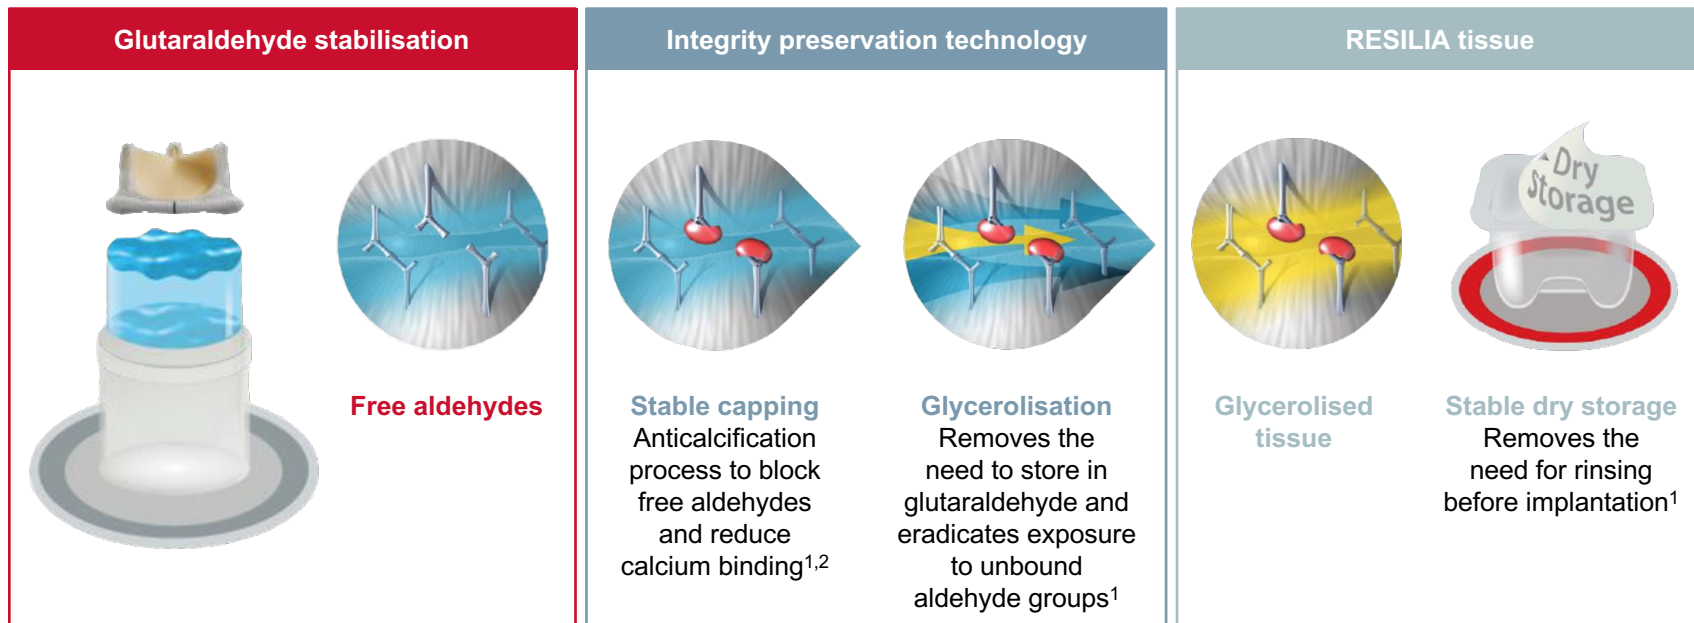 Glutaraldehyde stabilisation
Free aldehydes
Integrity preservation technology
Stable capping
Anticalcification
process to block
free aldehydes
and reduce
calcium binding1,2
Glycerolisation
Removes the
need to store in
glutaraldehyde and
eradicates exposure
to unbound
aldehyde groups1
RESILIA tissue
Dry
Storage
Glycerolised
tissue
Stable dry storage
Removes the
need for rinsing
before implantation1